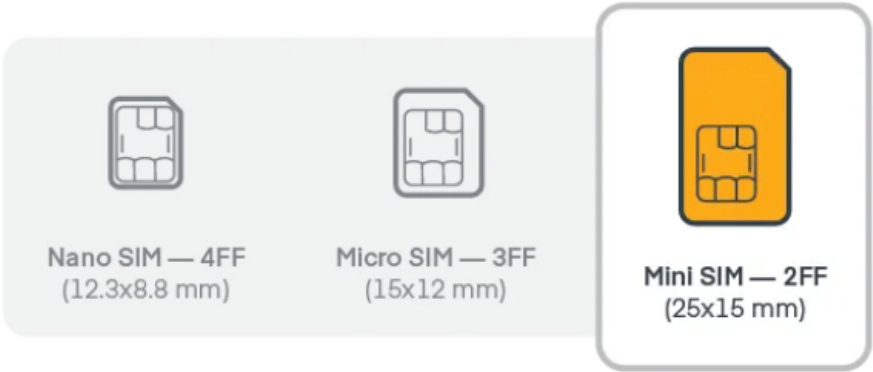 Nano SIM — 4FF
(12.3x8.8 mm)
Micro SIM — 3FF
(15x12 mm)
Mini SIM — 2FF
(25x15 mm)